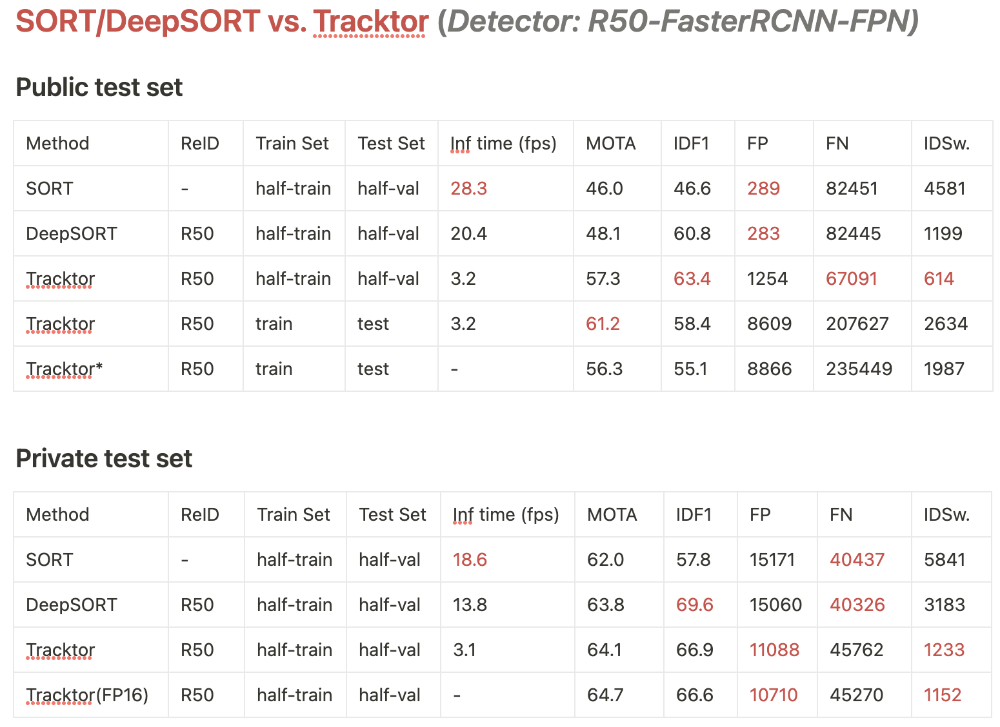 SORT/DeepSORT vs. Tracktor (Detector: R50-FasterRCNN-FPN)
Public test set
Method ReID Train Set Test Set Inf time (fps) MOTA IDF1 FP FN IDSw.
SORT - half-train half-val 28.3 46.0 46.6 289 82451 4581
DeepSORT R50 half-train half-val 20.4 48.1 60.8 283 82445 1199
Tracktor R50 half-train half-val 3.2 57.3 63.4 1254 67091 614
Tracktor R50 train test 3.2 61.2 58.4 8609 207627 2634
Tracktor* R50 train test - 56.3 55.1 8866 235449 1987
Private test set
Method ReID Train Set Test Set Inf time (fps) MOTA IDF1 FP FN IDSw.
SORT - half-train half-val 18.6 62.0 57.8 15171 40437 5841
DeepSORT R50 half-train half-val 13.8 63.8 69.6 15060 40326 3183
Tracktor R50 half-train half-val 3.1 64.1 66.9 11088 45762 1233
Tracktor(FP16) R50 half-train half-val - 64.7 66.6 10710 45270 1152